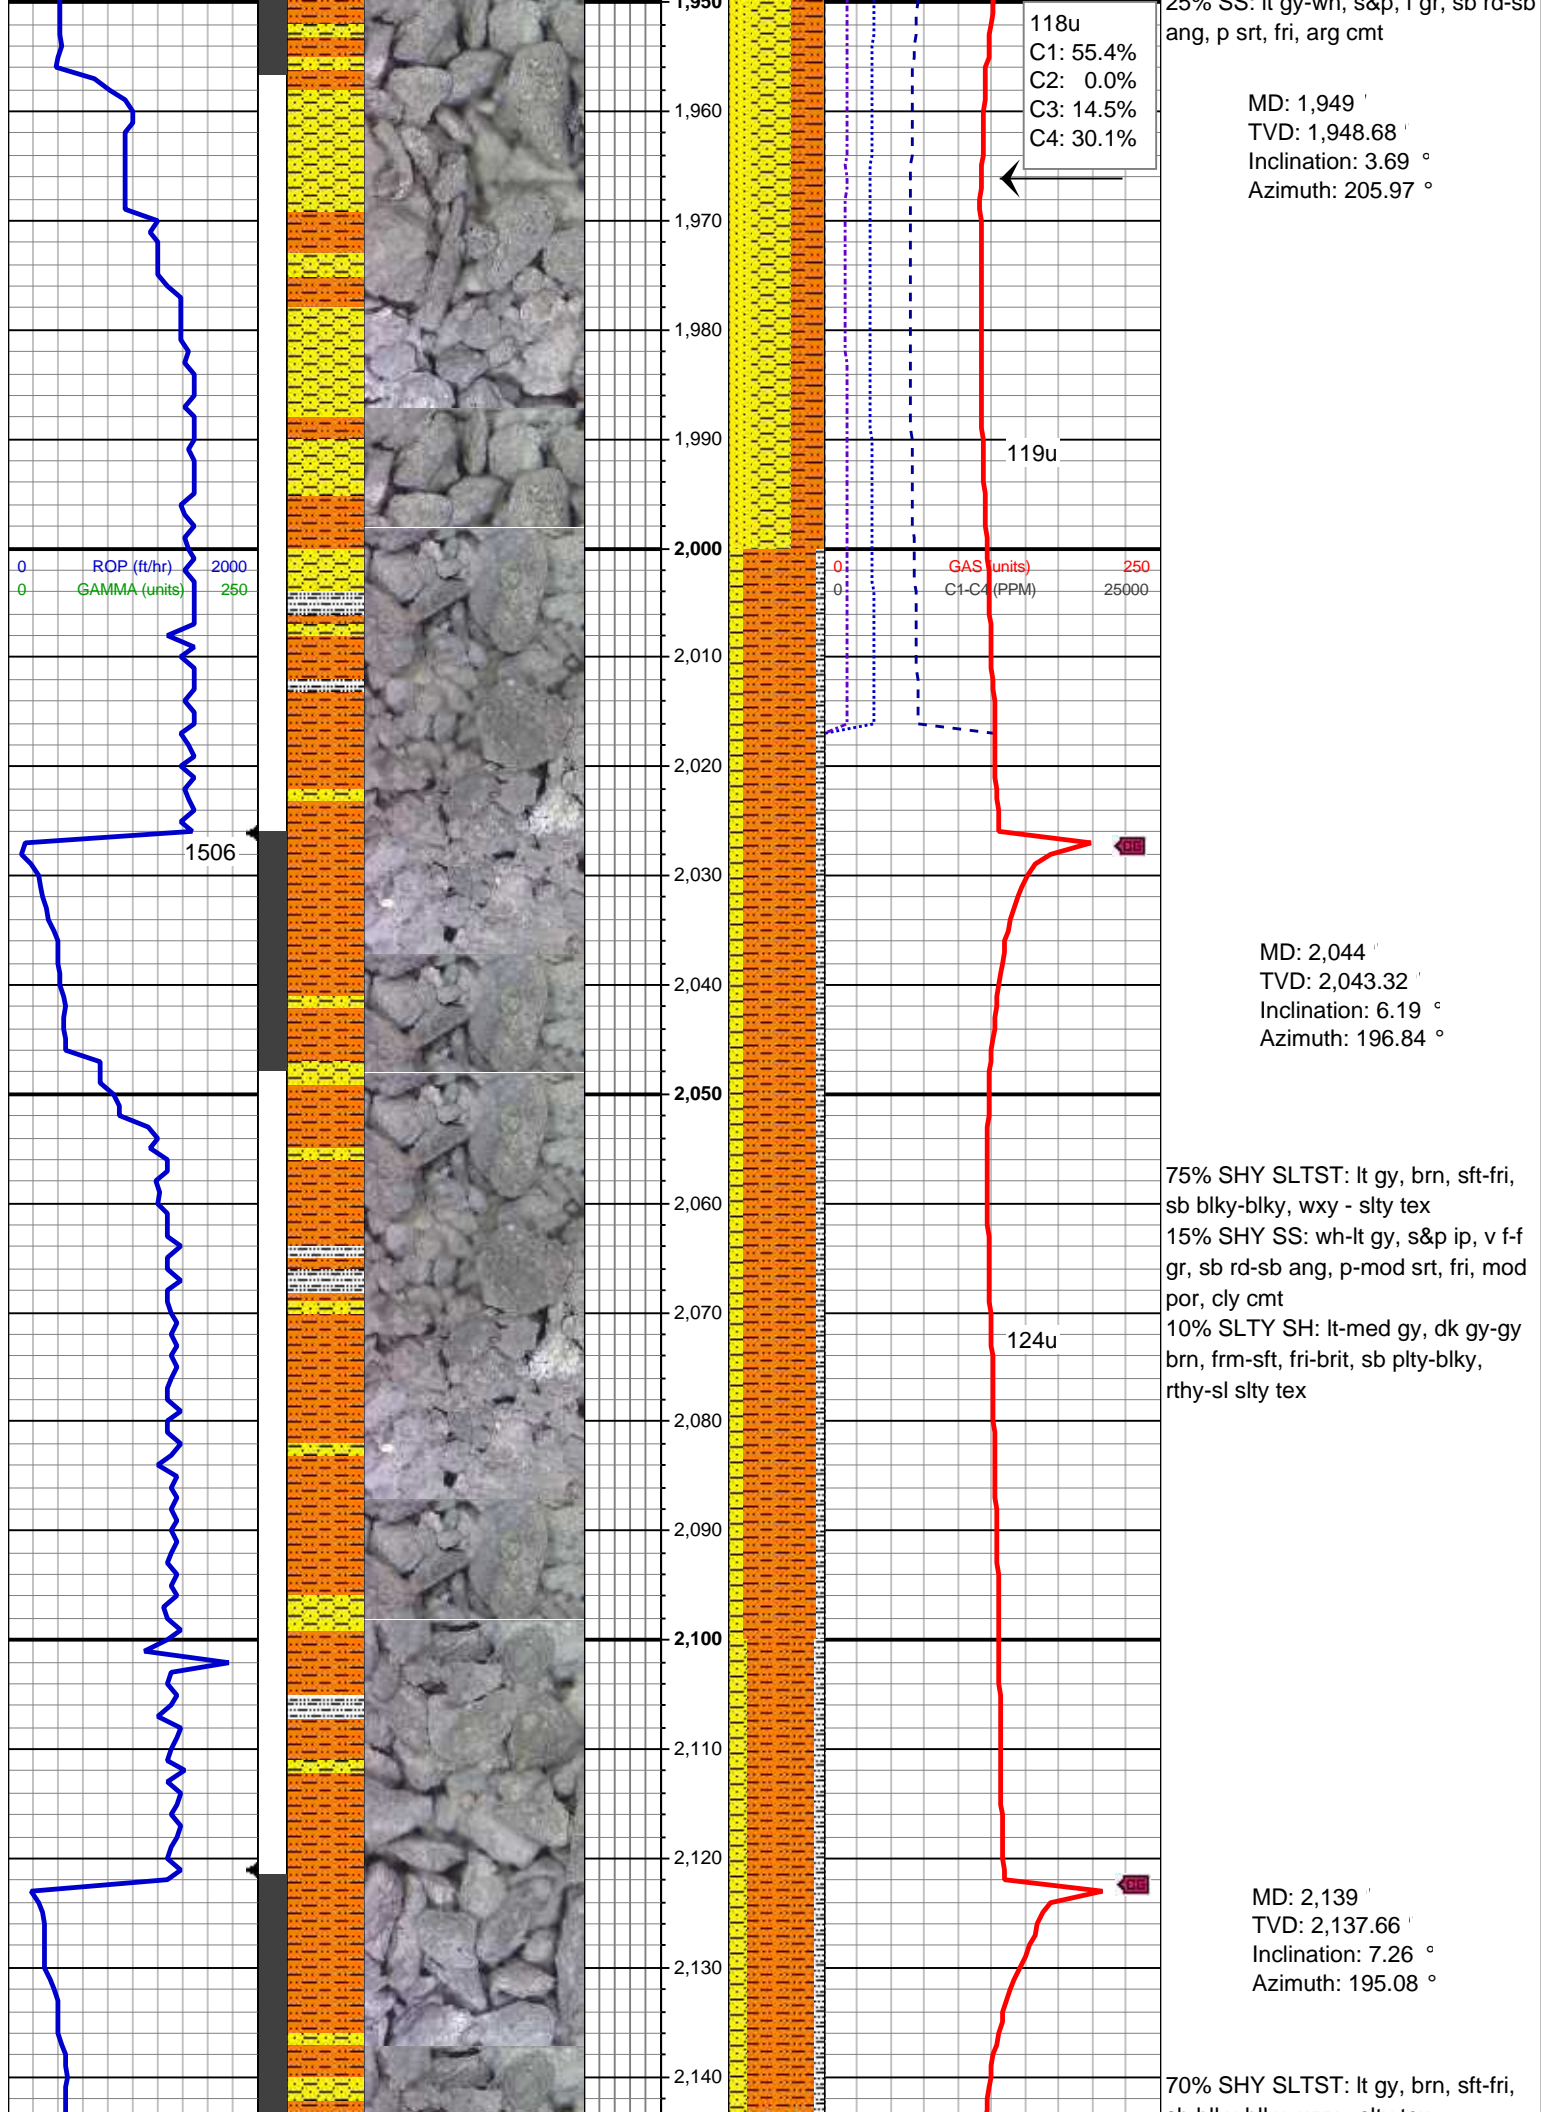 1,950
25% SS: lt gy-wh, s&p, f gr, sb rd-sb
ang, p srt, fri, arg cmt
118u
C1: 55.4%
C2: 0.0%
C3: 14.5%
C4: 30.1%
1,960
MD: 1,949 '
TVD: 1,948.68 '
Inclination: 3.69 °
Azimuth: 205.97 °
1,970
1,980
1,990
119u
2,000
0 ROP (ft/hr) 2000
0 GAMMA (units) 250
0 GAS (units) 250
0 C1-C4 (PPM) 25000
2,010
2,020
1506
CG
2,030
2,040
MD: 2,044 '
TVD: 2,043.32 '
Inclination: 6.19 °
Azimuth: 196.84 °
2,050
2,060
75% SHY SLTST: lt gy, brn, sft-fri,
sb blky-blky, wxy - slty tex
15% SHY SS: wh-lt gy, s&p ip, v f-f
gr, sb rd-sb ang, p-mod srt, fri, mod
por, cly cmt
10% SLTY SH: lt-med gy, dk gy-gy
brn, frm-sft, fri-brit, sb plty-blky,
rthy-sl slty tex
2,070
124u
2,080
2,090
2,100
2,110
2,120
CG
2,130
MD: 2,139 '
TVD: 2,137.66 '
Inclination: 7.26 °
Azimuth: 195.08 °
2,140
70% SHY SLTST: lt gy, brn, sft-fri,